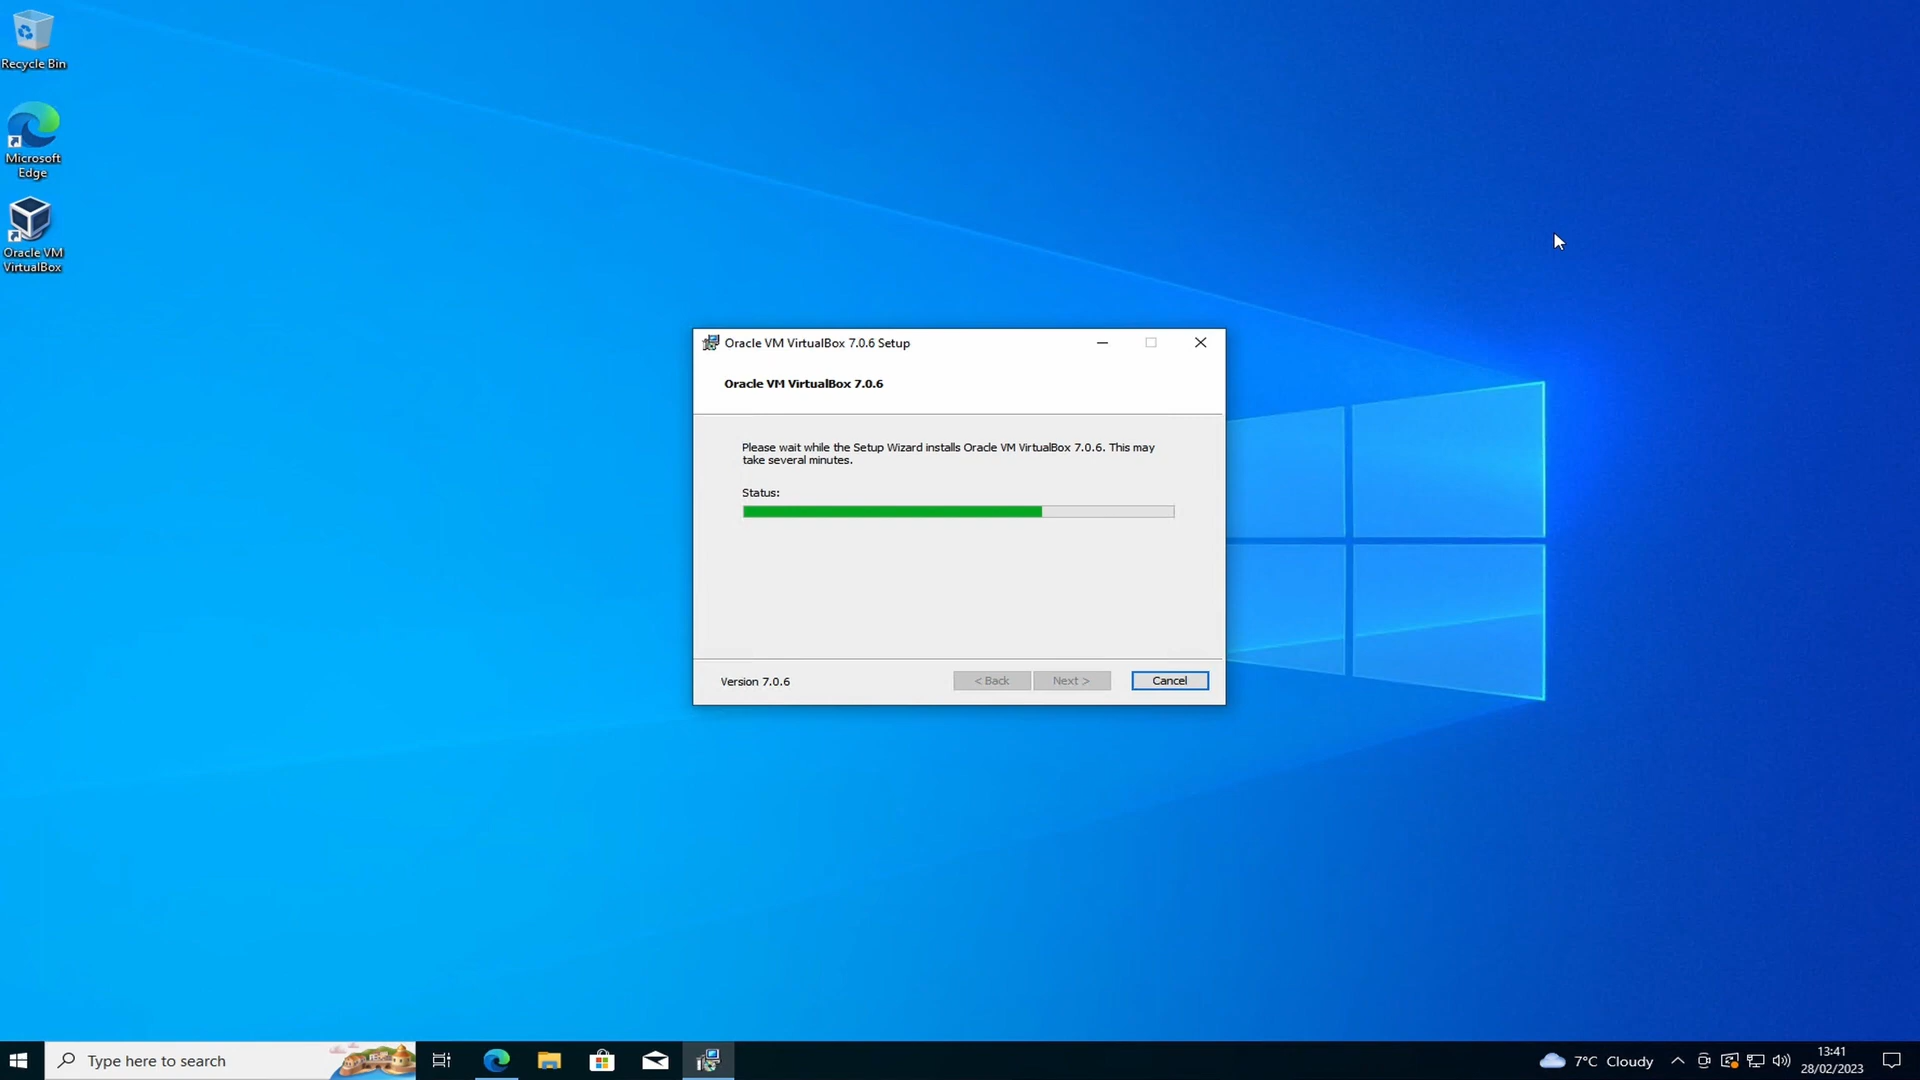 Recycle Bin
Microsoft
Edge
Oracle VM
VirtualBox
Oracle VM VirtualBox 7.0.6 Setup
Oracle VM VirtualBox 7.0.6
Please wait while the Setup Wizard installs Oracle VM VirtualBox 7.0.6. This may
take several minutes.
Status:
Version 7.0.6
< Back
Next >
Cancel
Type here to search
7°C Cloudy
13:41
28/02/2023